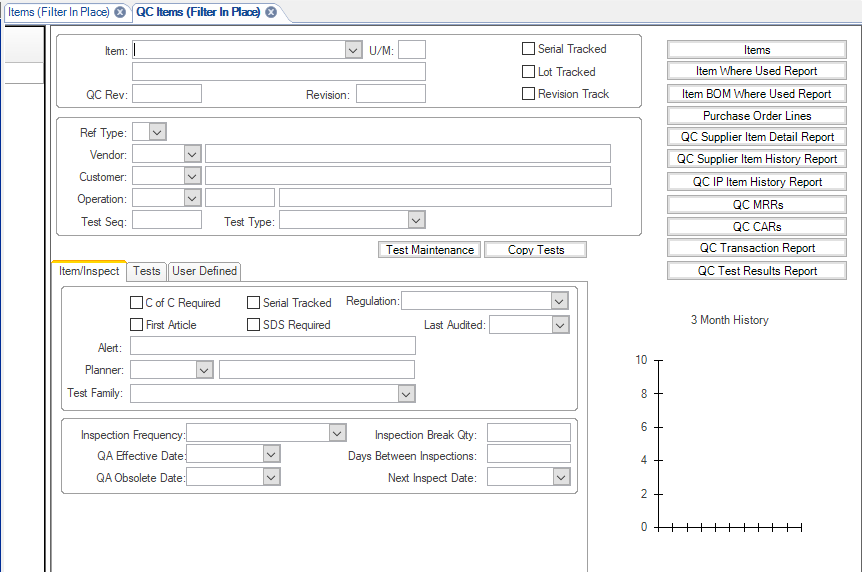 Items (Filter In Place)
QC Items (Filter In Place)
Item:
U/M:
Serial Tracked
Lot Tracked
QC Rev:
Revision:
Revision Track
Items
Item Where Used Report
Item BOM Where Used Report
Purchase Order Lines
QC Supplier Item Detail Report
QC Supplier Item History Report
QC IP Item History Report
QC MRRs
QC CARs
QC Transaction Report
QC Test Results Report
Ref Type:
Vendor:
Customer:
Operation:
Test Seq:
Test Type:
Test Maintenance
Copy Tests
Item/Inspect
Tests
User Defined
C of C Required
Serial Tracked
Regulation:
First Article
SDS Required
Last Audited:
Alert:
Planner:
Test Family:
Inspection Frequency:
Inspection Break Qty:
QA Effective Date:
Days Between Inspections:
QA Obsolete Date:
Next Inspect Date:
3 Month History
10
8
6
4
2
0